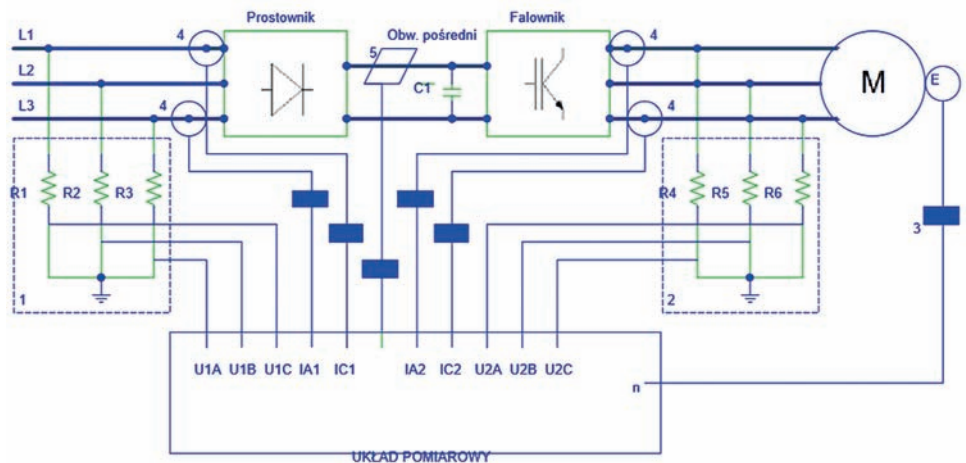 Prostownik
Falownik
L1
4
5
Obw. pośredni
4
L2
C1
M
E
L3
4
4
R1
R2
R3
R4
R5
R6
3
1
2
U1A
U1B
U1C
IA1
IC1
IA2
IC2
U2A
U2B
U2C
n
UKŁAD POMIAROWY